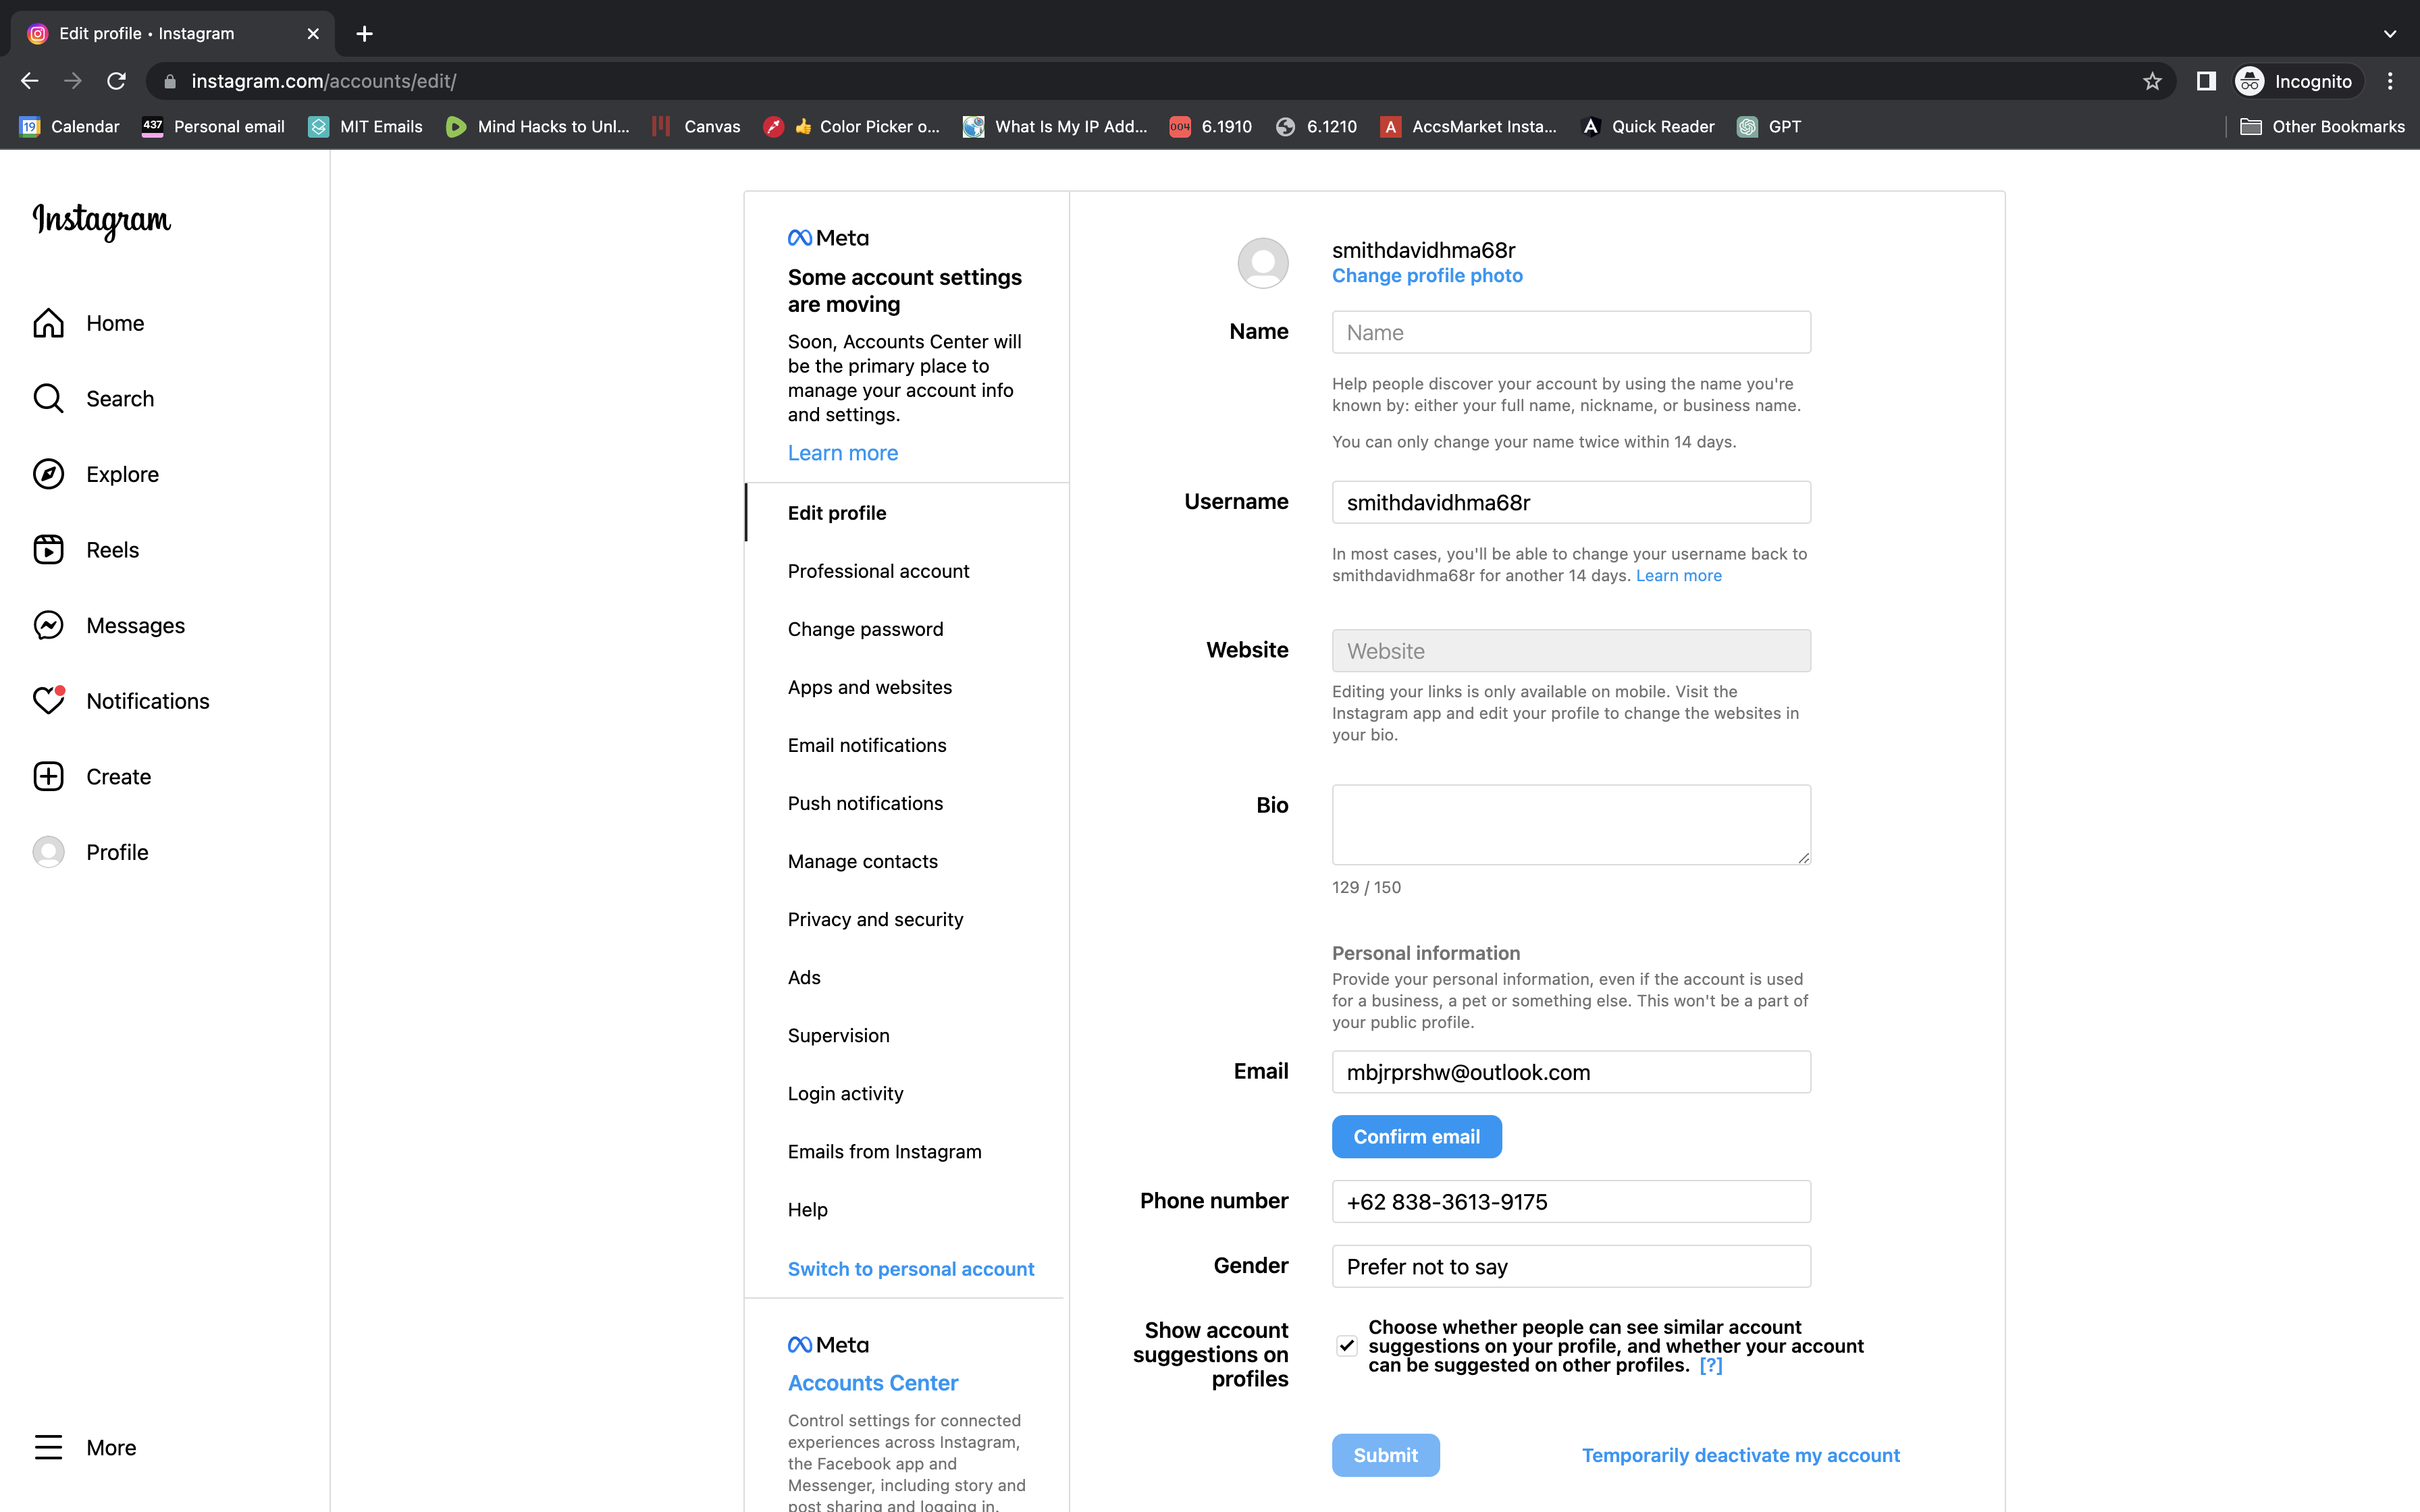 Edit profile • Instagram
instagram.com/accounts/edit/
Incognito
Calendar
437
Personal email
MIT Emails
Mind Hacks to Unl...
Canvas
👍 Color Picker o...
What Is My IP Add...
004
6.1910
6.1210
A
AccsMarket Insta...
Quick Reader
GPT
Other Bookmarks
19
Instagram
Home
Search
Explore
Reels
Messages
Notifications
Create
Profile
More
Meta
Some account settings
are moving
Soon, Accounts Center will
be the primary place to
manage your account info
and settings.
Learn more
Edit profile
Professional account
Change password
Apps and websites
Email notifications
Push notifications
Manage contacts
Privacy and security
Ads
Supervision
Login activity
Emails from Instagram
Help
Switch to personal account
Meta
Accounts Center
Control settings for connected
experiences across Instagram,
the Facebook app and
Messenger, including story and
post sharing and logging in.
smithdavidhma68r
Change profile photo
Name
Name
Help people discover your account by using the name you're
known by: either your full name, nickname, or business name.
You can only change your name twice within 14 days.
Username
smithdavidhma68r
In most cases, you'll be able to change your username back to
smithdavidhma68r for another 14 days. Learn more
Website
Website
Editing your links is only available on mobile. Visit the
Instagram app and edit your profile to change the websites in
your bio.
Bio
129 / 150
Personal information
Provide your personal information, even if the account is used
for a business, a pet or something else. This won't be a part of
your public profile.
Email
mbjrprshw@outlook.com
Confirm email
Phone number
+62 838-3613-9175
Gender
Prefer not to say
Show account
suggestions on
profiles
Choose whether people can see similar account
suggestions on your profile, and whether your account
can be suggested on other profiles. [?]
Submit
Temporarily deactivate my account